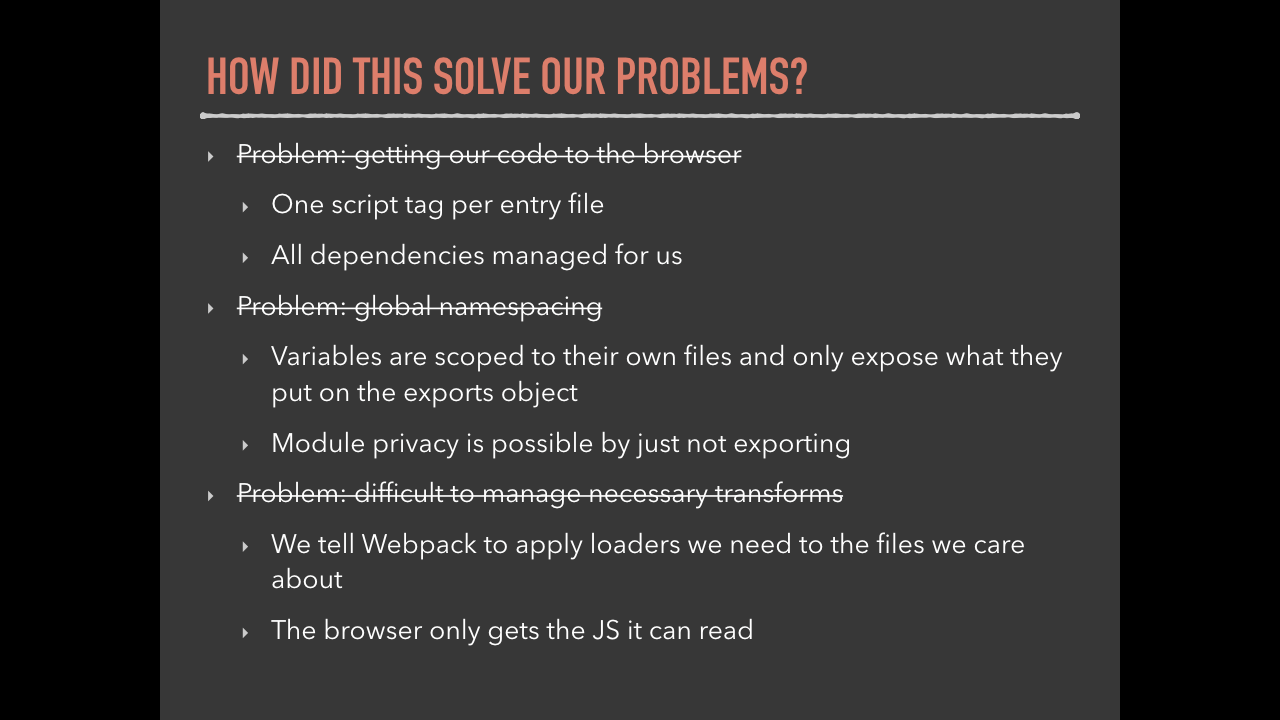 HOW DID THIS SOLVE OUR PROBLEMS?
Problem: getting our code to the browser
One script tag per entry file
All dependencies managed for us
Problem: global namespacing
Variables are scoped to their own files and only expose what they
put on the exports object
Module privacy is possible by just not exporting
Problem: difficult to manage necessary transforms
We tell Webpack to apply loaders we need to the files we care
about
The browser only gets the JS it can read